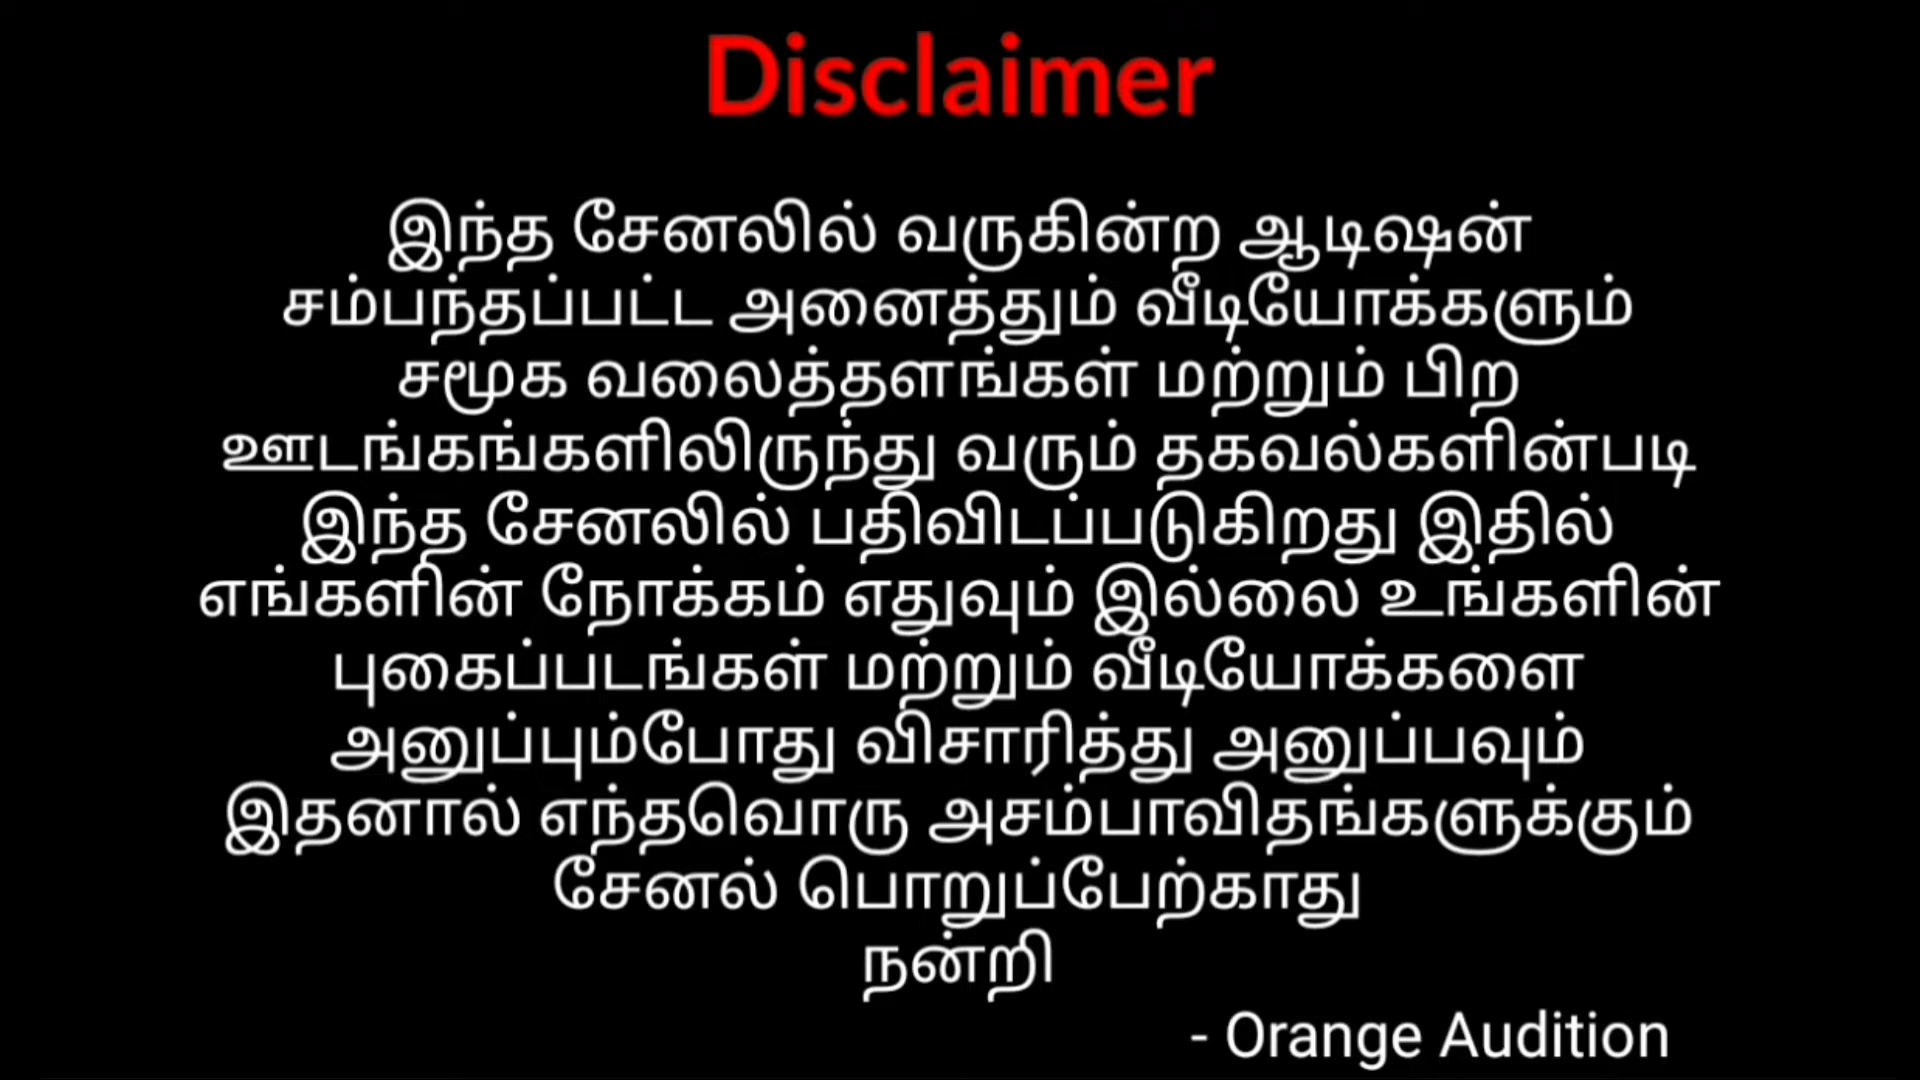 Disclaimer
இந்த சேனலில் வருகின்ற ஆடிஷன்
சம்பந்தப்பட்ட அனைத்தும் வீடியோக்களும்
சமூக வலைத்தளங்கள் மற்றும் பிற
ஊடங்கங்களிலிருந்து வரும் தகவல்களின்படி
இந்த சேனலில் பதிவிடப்படுகிறது இதில்
எங்களின் நோக்கம் எதுவும் இல்லை உங்களின்
புகைப்படங்கள் மற்றும் வீடியோக்களை
அனுப்பும்போது விசாரித்து அனுப்பவும்
இதனால் எந்தவொரு அசம்பாவிதங்களுக்கும்
சேனல் பொறுப்பேற்காது
நன்றி
- Orange Audition